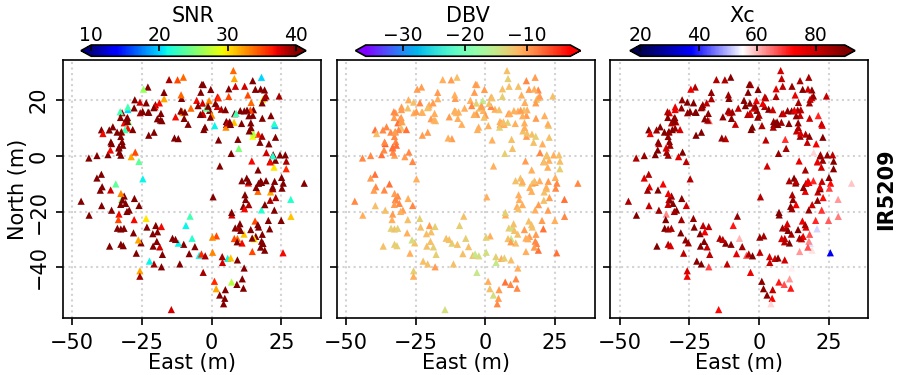 SNR DBV Xc
10 20 30 40 −30 −20 −10 20 40 60 80
20
0
−20
−40
North (m)
−50 −25 0 25 −50 −25 0 25 −50 −25 0 25
East (m) East (m) East (m)
IR5209